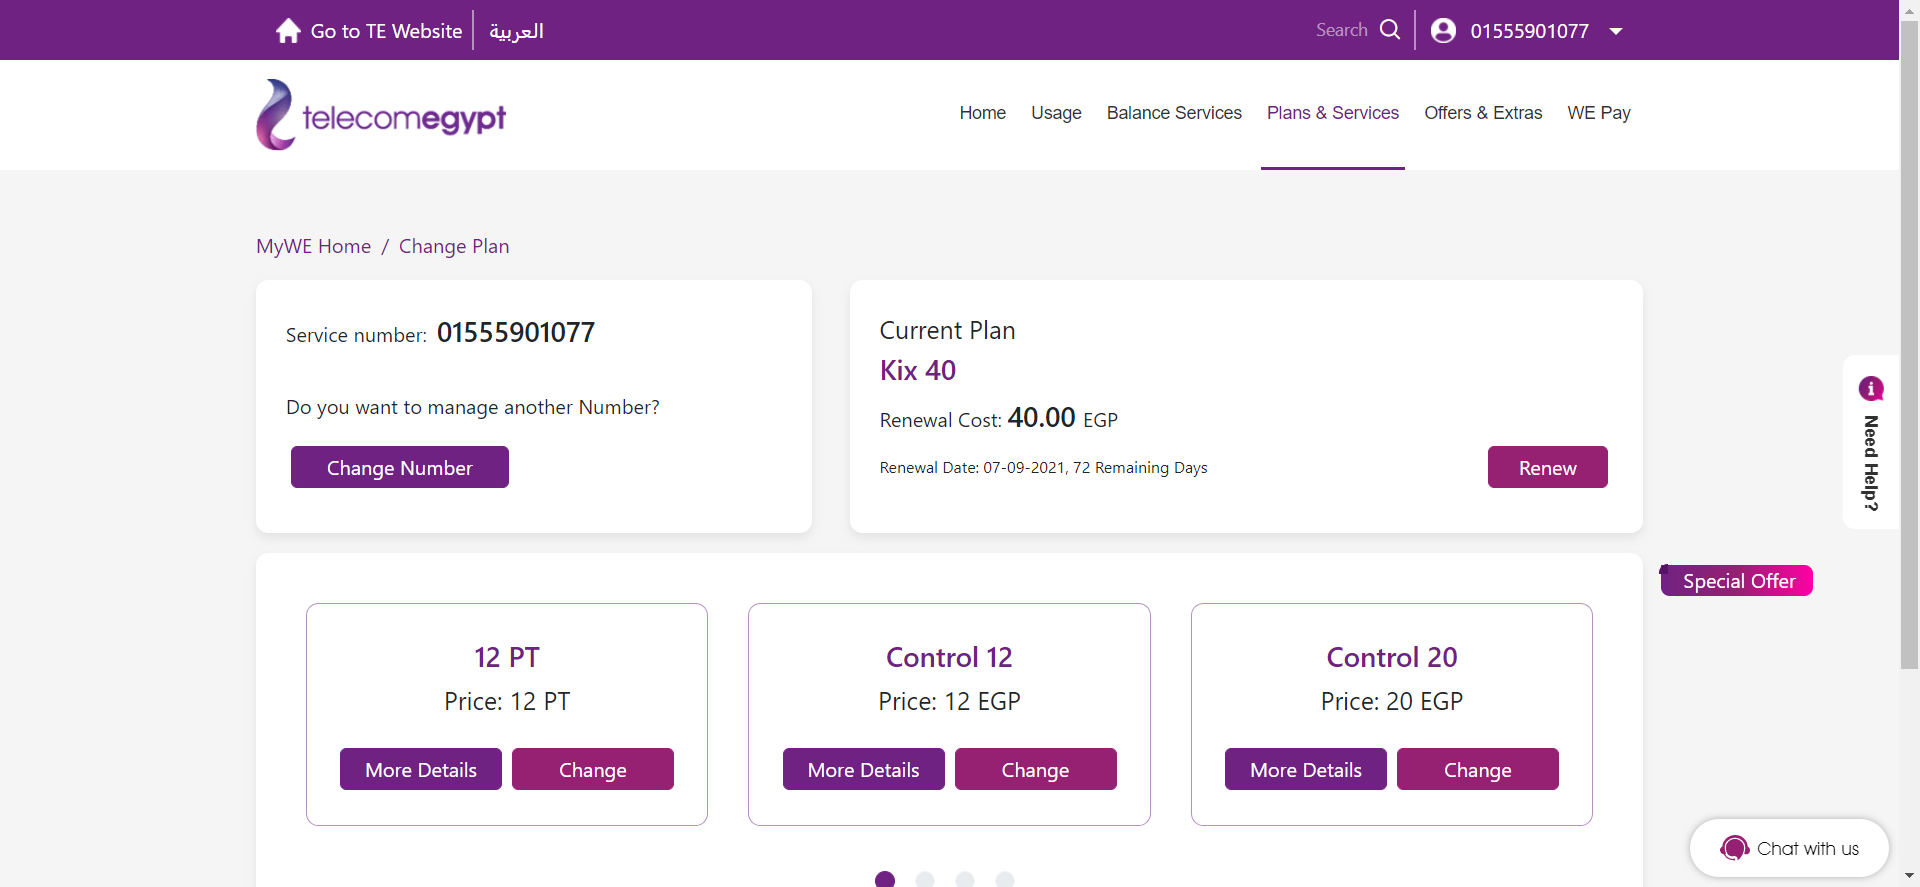 Go to TE Website
العربية
Search
01555901077
telecomegypt
Home
Usage
Balance Services
Plans & Services
Offers & Extras
WE Pay
MyWE Home / Change Plan
Service number: 01555901077
Do you want to manage another Number?
Change Number
Current Plan
Kix 40
Renewal Cost: 40.00 EGP
Renewal Date: 07-09-2021, 72 Remaining Days
Renew
Need Help?
Special Offer
12 PT
Price: 12 PT
More Details
Change
Control 12
Price: 12 EGP
More Details
Change
Control 20
Price: 20 EGP
More Details
Change
Chat with us